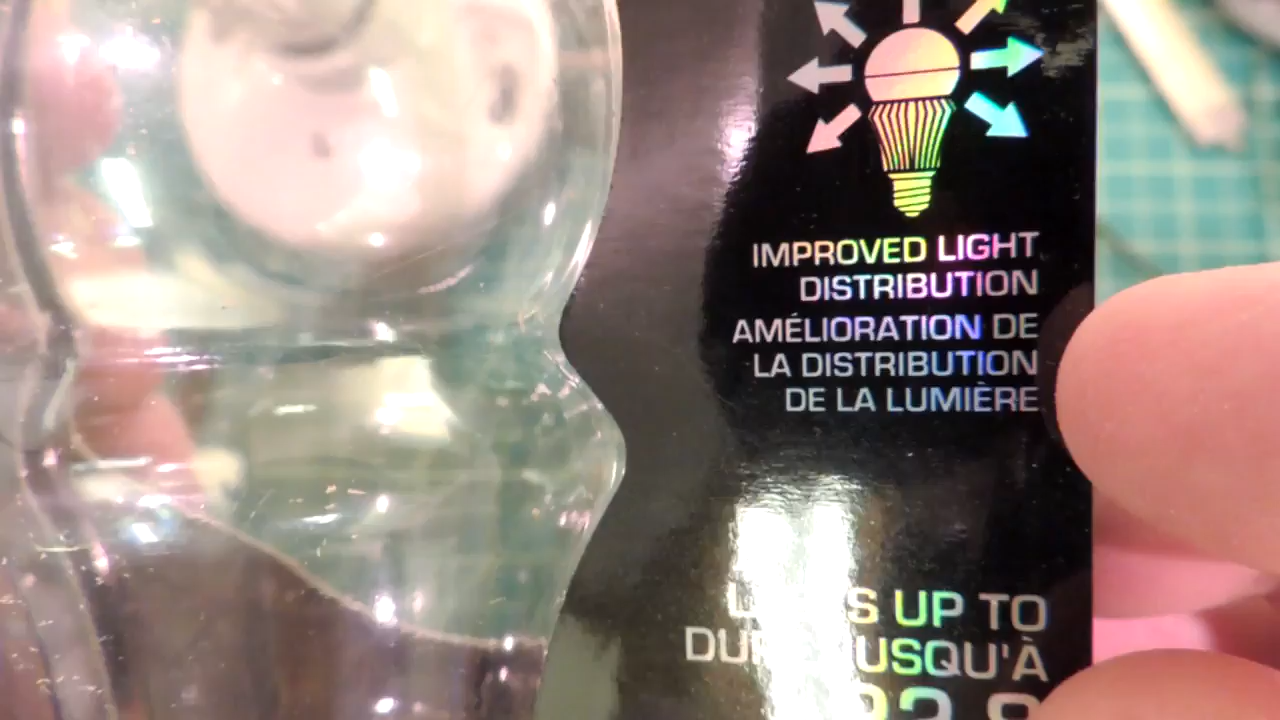 IMPROVED LIGHT
DISTRIBUTION
AMÉLIORATION DE
LA DISTRIBUTION
DE LA LUMIÈRE
UP TO
JUSQU'À